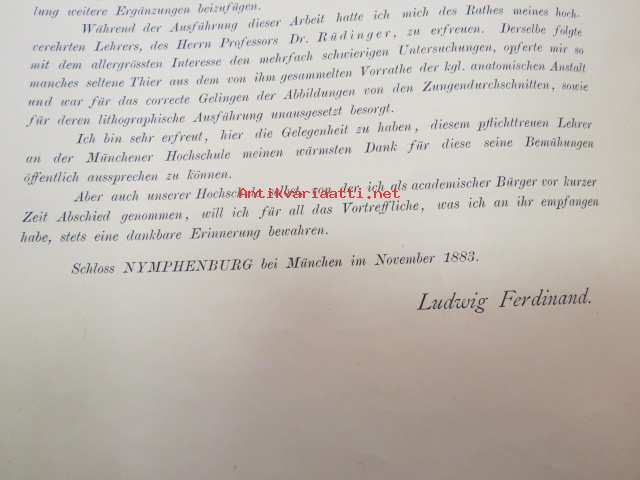 lung weitere Ergänzungen beizufügen.
Während der Ausführung dieser Arbeit hatte ich mich des Rathes meines hoch-
verehrten Lehrers, des Herrn Professors Dr. Rüdinger, zu erfreuen. Derselbe folgte
mit dem allergrössten Interesse den mehrfach schwierigen Untersuchungen, opferte mir so
manches seltene Thier aus dem von ihm gesammelten Vorrathe der kgl. anatomischen Anstalt
und war für das correcte Gelingen der Abbildungen von den Zungendurchschnitten, sowie
für deren lithographische Ausführung unausgesetzt besorgt.
Ich bin sehr erfreut, hier die Gelegenheit zu haben, diesem pflichttreuen Lehrer
an der Münchener Hochschule meinen wärmsten Dank für diese seine Bemühungen
öffentlich aussprechen zu können.
Aber auch unserer Hochschule selbst, von der ich als academischer Bürger vor kurzer
Antikvariaatti.net
Zeit Abschied genommen, will ich für all das Vortreffliche, was ich an ihr empfangen
habe, stets eine dankbare Erinnerung bewahren.
Schloss NYMPHENBURG bei München im November 1883.
Ludwig Ferdinand.